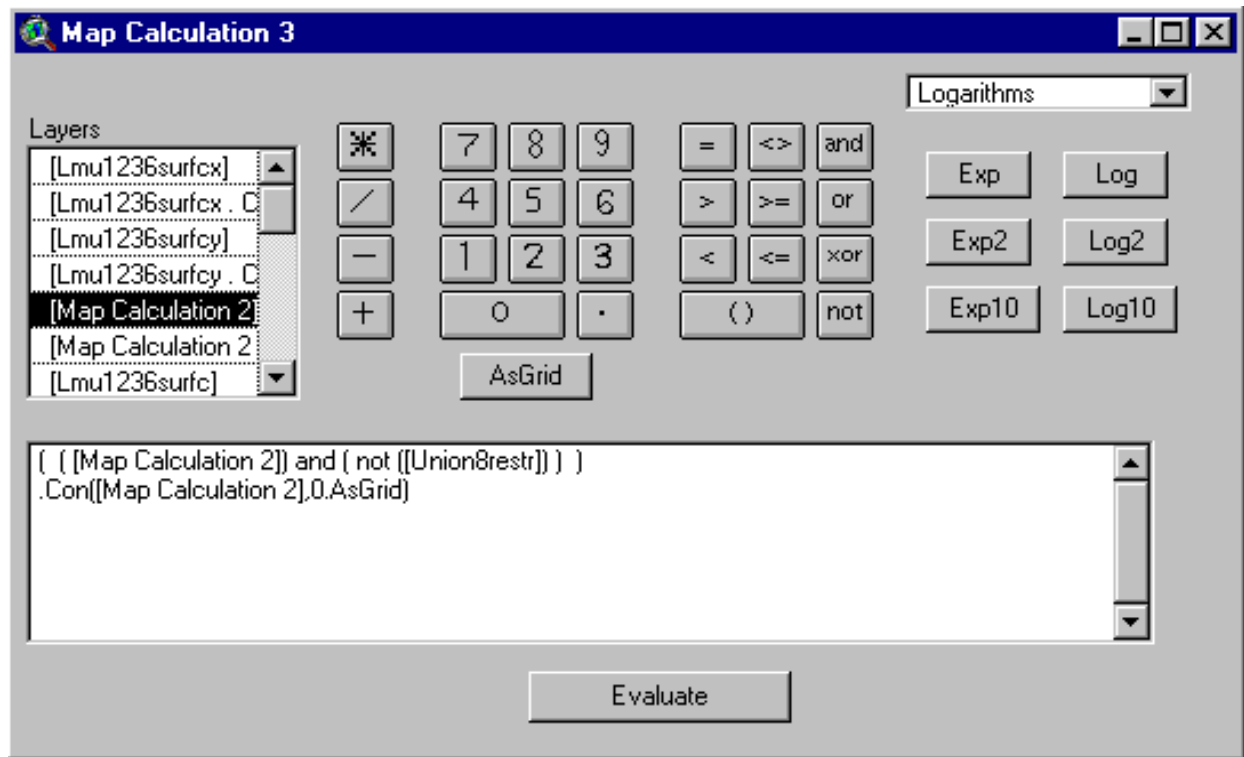 Map Calculation 3
Logarithms
Layers
[Lmu1236surfcx]
[Lmu1236surfcx . C
[Lmu1236surfcy]
[Lmu1236surfcy . C
[Map Calculation 2]
[Map Calculation 2
[Lmu1236surfc]
* 7 8 9 = <> and
/ 4 5 6 > >= or
- 1 2 3 < <= xor
+ 0 . ( ) not
AsGrid
Exp Log
Exp2 Log2
Exp10 Log10
( ( [Map Calculation 2]) and ( not ([Union8restr]) ) )
.Con([Map Calculation 2],0.AsGrid)
Evaluate